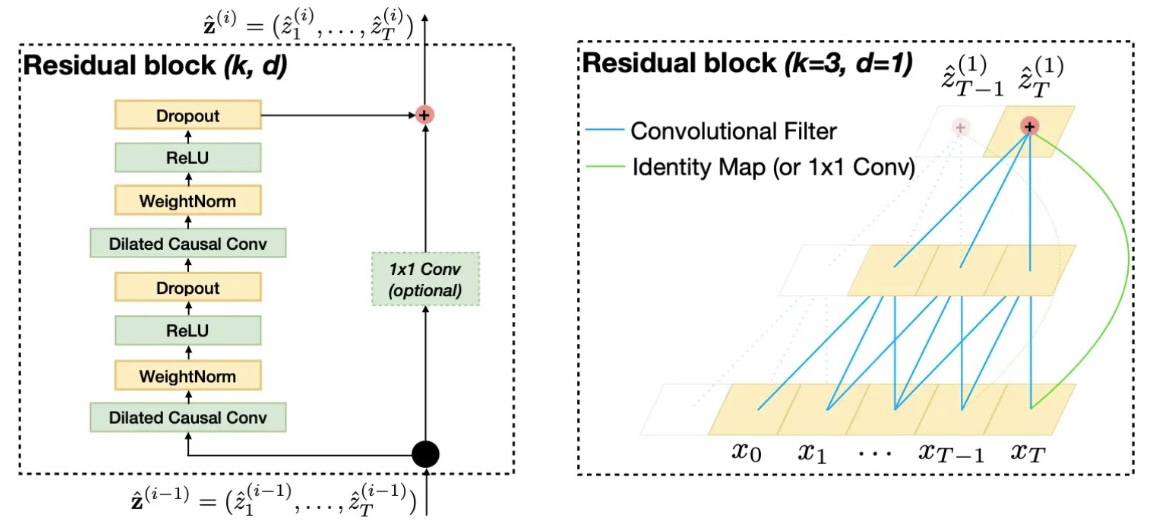 ẑ^(i) = (ẑ_1^(i), . . . , ẑ_T^(i))
Residual block (k, d)
Dropout
ReLU
WeightNorm
Dilated Causal Conv
Dropout
ReLU
WeightNorm
Dilated Causal Conv
+
1x1 Conv
(optional)
ẑ^(i−1) = (ẑ_1^(i−1), . . . , ẑ_T^(i−1))
Residual block (k=3, d=1)
ẑ_{T−1}^(1) ẑ_T^(1)
+ +
Convolutional Filter
Identity Map (or 1x1 Conv)
x_0 x_1 . . . x_{T−1} x_T